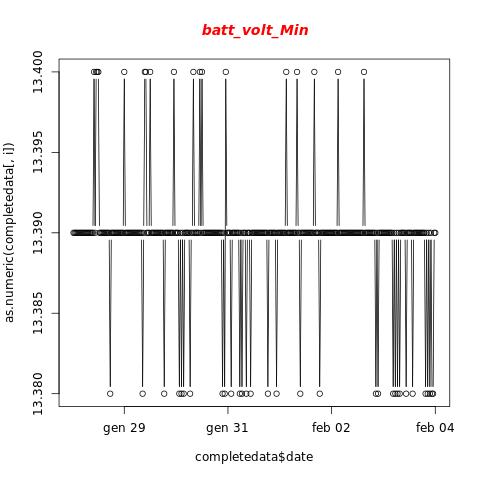 batt_volt_Min
as.numeric(completedata[, i])
13.400
13.395
13.390
13.385
13.380
gen 29
gen 31
feb 02
feb 04
completedata$date